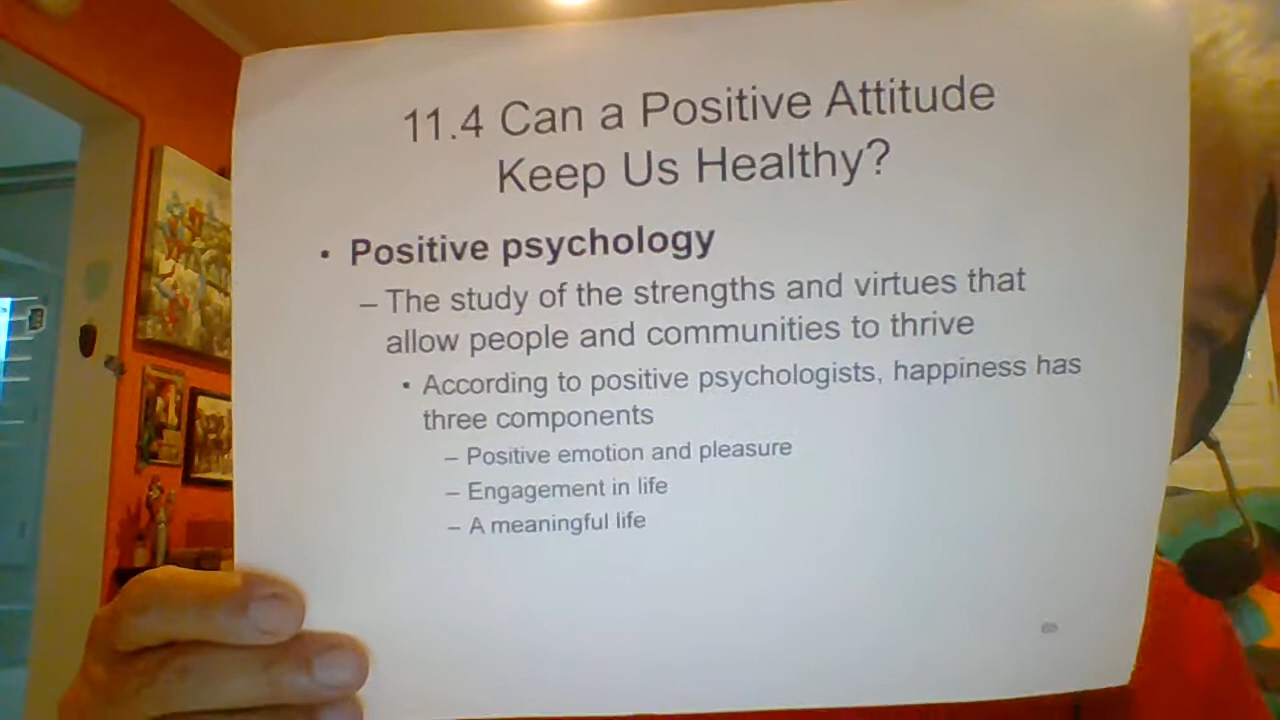 11.4 Can a Positive Attitude
Keep Us Healthy?
• Positive psychology
– The study of the strengths and virtues that
allow people and communities to thrive
• According to positive psychologists, happiness has
three components
– Positive emotion and pleasure
– Engagement in life
– A meaningful life